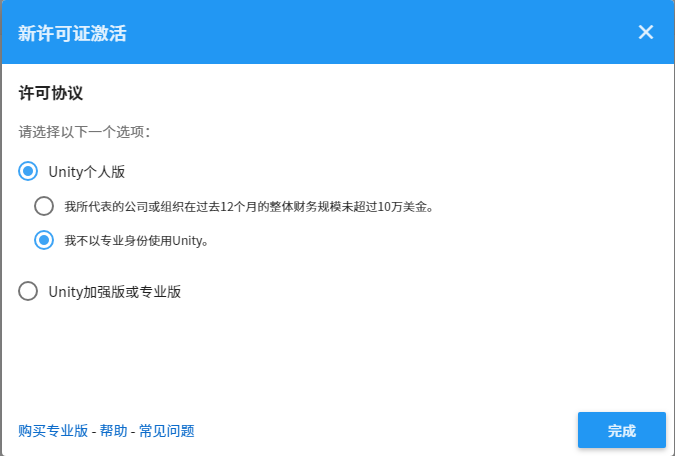 新许可证激活
许可协议
请选择以下一个选项：
Unity个人版
我所代表的公司或组织在过去12个月的整体财务规模未超过10万美金。
我不以专业身份使用Unity。
Unity加强版或专业版
购买专业版 - 帮助 - 常见问题
完成